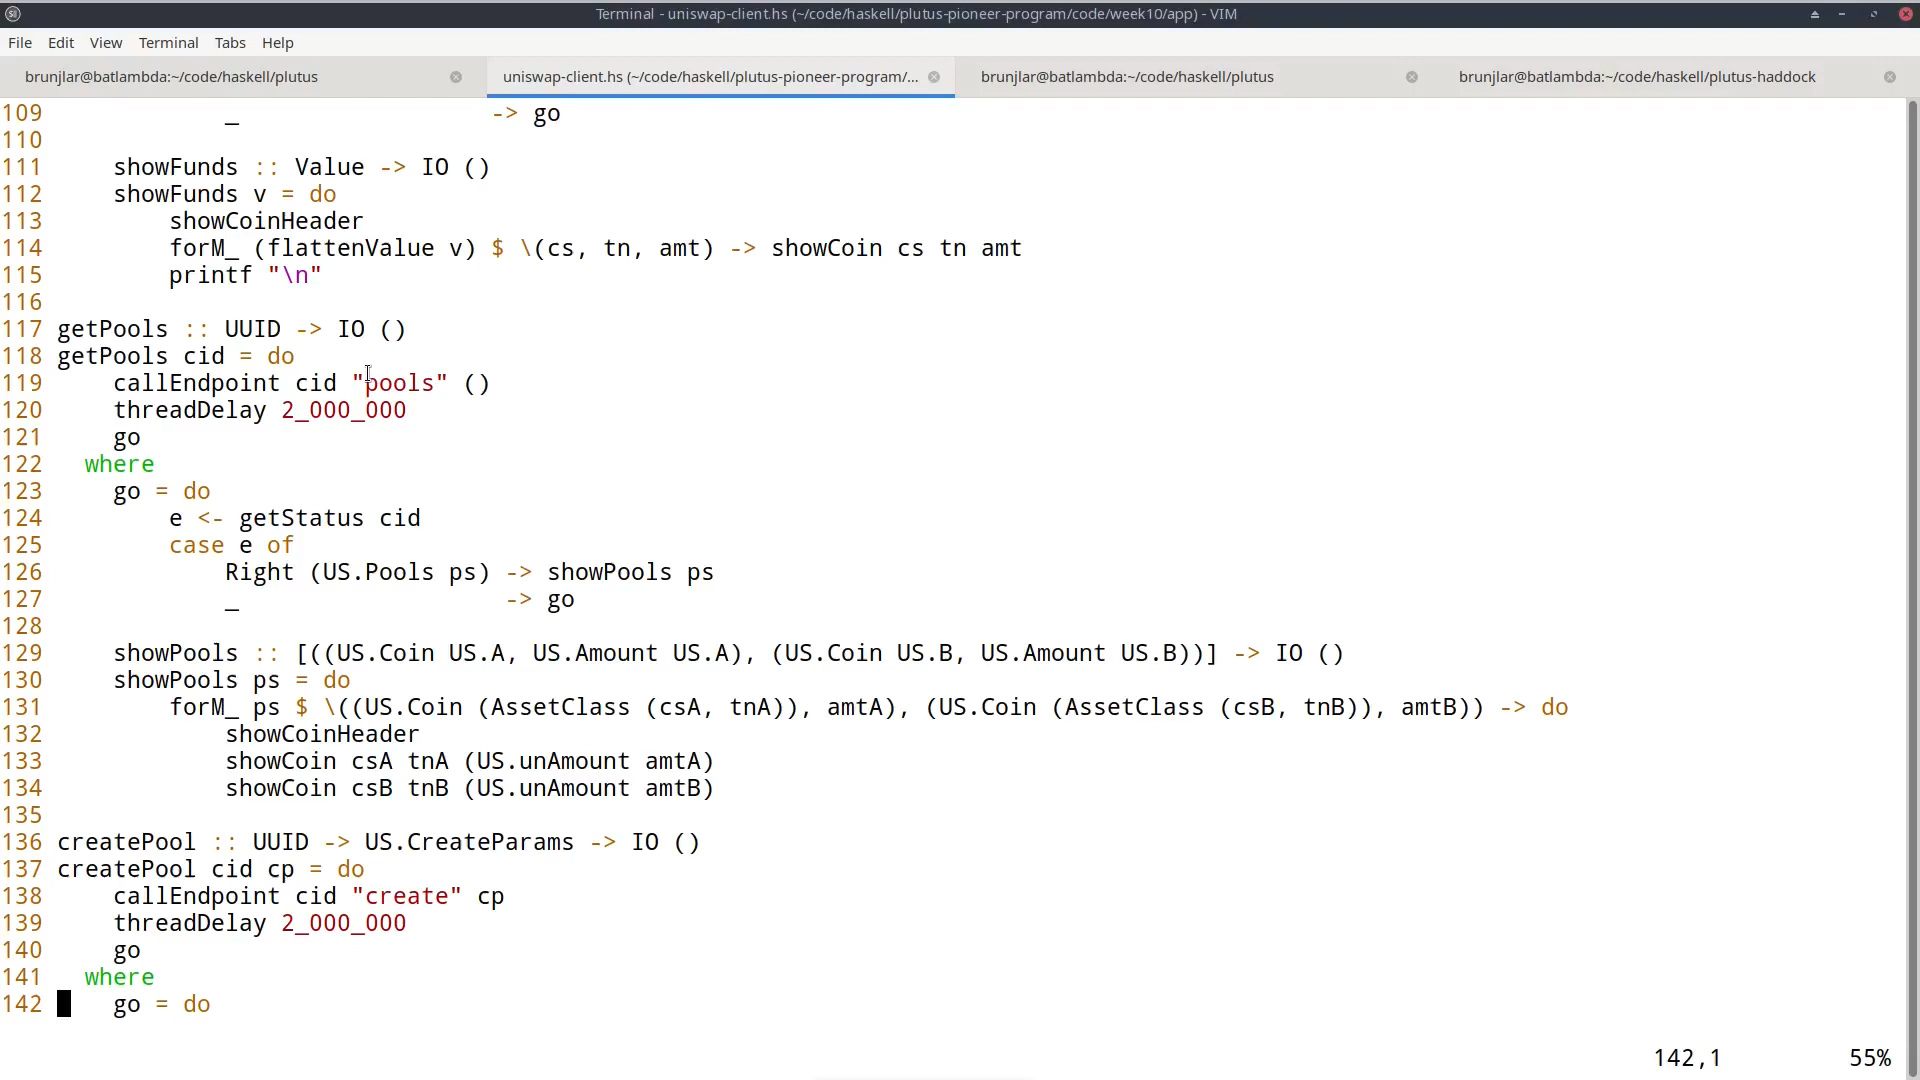 Terminal - uniswap-client.hs (~/code/haskell/plutus-pioneer-program/code/week10/app) - VIM
File Edit View Terminal Tabs Help
brunjlar@batlambda:~/code/haskell/plutus uniswap-client.hs (~/code/haskell/plutus-pioneer-program/... brunjlar@batlambda:~/code/haskell/plutus brunjlar@batlambda:~/code/haskell/plutus-haddock
109             _                  -> go
110
111     showFunds :: Value -> IO ()
112     showFunds v = do
113         showCoinHeader
114         forM_ (flattenValue v) $ \(cs, tn, amt) -> showCoin cs tn amt
115         printf "\n"
116
117 getPools :: UUID -> IO ()
118 getPools cid = do
119     callEndpoint cid "pools" ()
120     threadDelay 2_000_000
121     go
122   where
123     go = do
124         e <- getStatus cid
125         case e of
126             Right (US.Pools ps) -> showPools ps
127             _                   -> go
128
129     showPools :: [((US.Coin US.A, US.Amount US.A), (US.Coin US.B, US.Amount US.B))] -> IO ()
130     showPools ps = do
131         forM_ ps $ \((US.Coin (AssetClass (csA, tnA)), amtA), (US.Coin (AssetClass (csB, tnB)), amtB)) -> do
132             showCoinHeader
133             showCoin csA tnA (US.unAmount amtA)
134             showCoin csB tnB (US.unAmount amtB)
135
136 createPool :: UUID -> US.CreateParams -> IO ()
137 createPool cid cp = do
138     callEndpoint cid "create" cp
139     threadDelay 2_000_000
140     go
141   where
142     go = do
142,1 55%